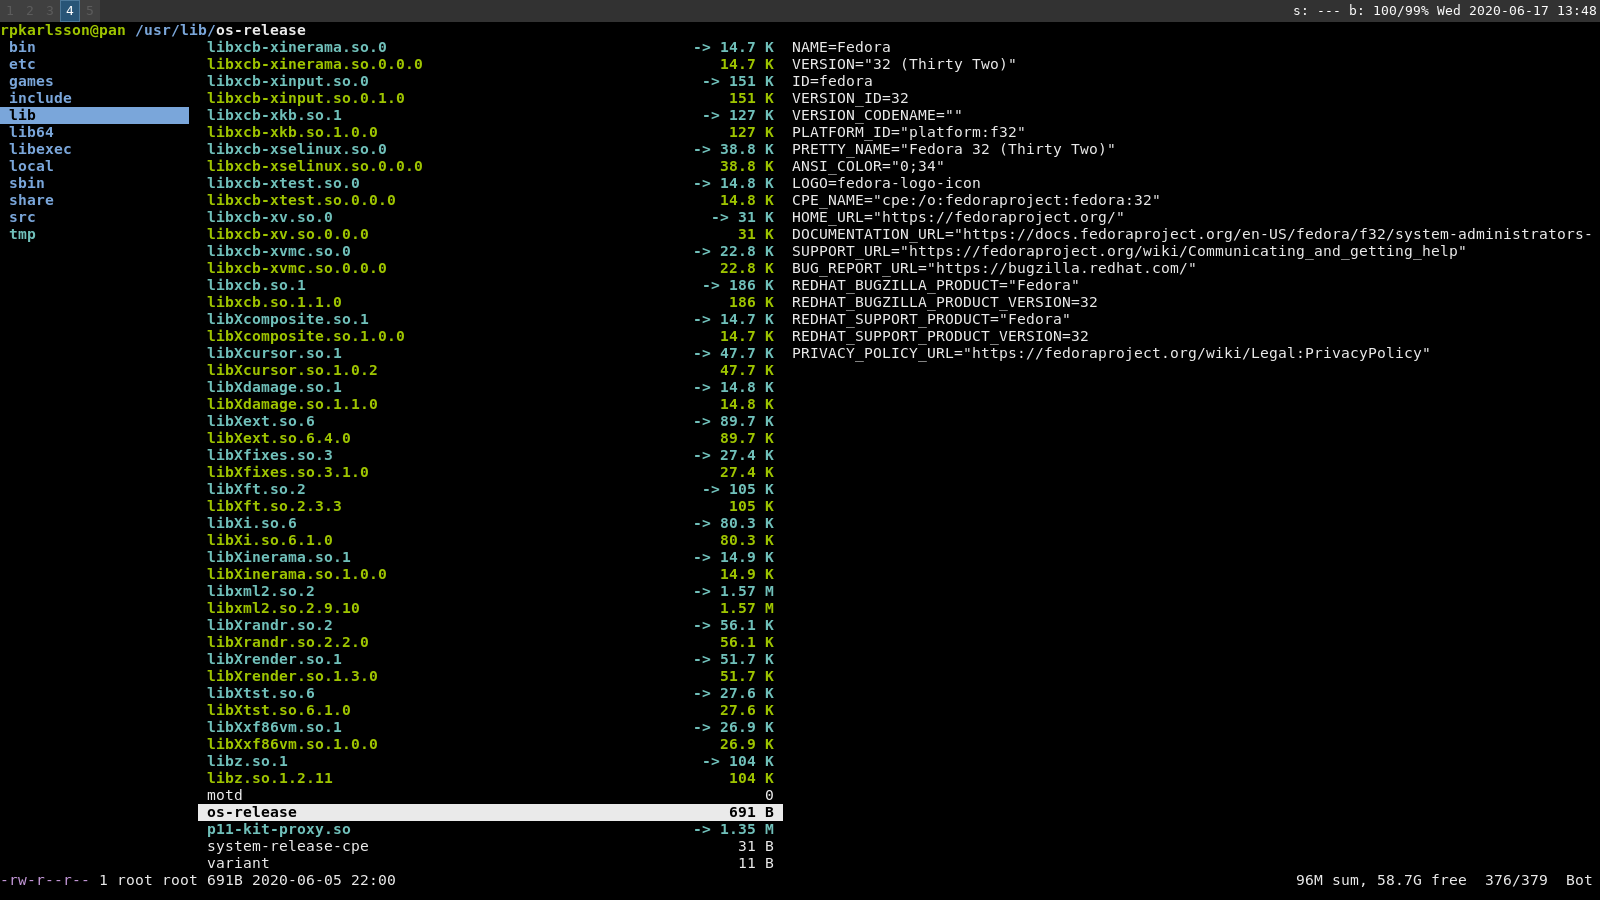 1 2 3 4 5 s: --- b: 100/99% Wed 2020-06-17 13:48
rpkarlsson@pan /usr/lib/os-release
bin libxcb-xinerama.so.0 -> 14.7 K NAME=Fedora
etc libxcb-xinerama.so.0.0.0 14.7 K VERSION="32 (Thirty Two)"
games libxcb-xinput.so.0 -> 151 K ID=fedora
include libxcb-xinput.so.0.1.0 151 K VERSION_ID=32
lib libxcb-xkb.so.1 -> 127 K VERSION_CODENAME=""
lib64 libxcb-xkb.so.1.0.0 127 K PLATFORM_ID="platform:f32"
libexec libxcb-xselinux.so.0 -> 38.8 K PRETTY_NAME="Fedora 32 (Thirty Two)"
local libxcb-xselinux.so.0.0.0 38.8 K ANSI_COLOR="0;34"
sbin libxcb-xtest.so.0 -> 14.8 K LOGO=fedora-logo-icon
share libxcb-xtest.so.0.0.0 14.8 K CPE_NAME="cpe:/o:fedoraproject:fedora:32"
src libxcb-xv.so.0 -> 31 K HOME_URL="https://fedoraproject.org/"
tmp libxcb-xv.so.0.0.0 31 K DOCUMENTATION_URL="https://docs.fedoraproject.org/en-US/fedora/f32/system-administrators-
libxcb-xvmc.so.0 -> 22.8 K SUPPORT_URL="https://fedoraproject.org/wiki/Communicating_and_getting_help"
libxcb-xvmc.so.0.0.0 22.8 K BUG_REPORT_URL="https://bugzilla.redhat.com/"
libxcb.so.1 -> 186 K REDHAT_BUGZILLA_PRODUCT="Fedora"
libxcb.so.1.1.0 186 K REDHAT_BUGZILLA_PRODUCT_VERSION=32
libXcomposite.so.1 -> 14.7 K REDHAT_SUPPORT_PRODUCT="Fedora"
libXcomposite.so.1.0.0 14.7 K REDHAT_SUPPORT_PRODUCT_VERSION=32
libXcursor.so.1 -> 47.7 K PRIVACY_POLICY_URL="https://fedoraproject.org/wiki/Legal:PrivacyPolicy"
libXcursor.so.1.0.2 47.7 K
libXdamage.so.1 -> 14.8 K
libXdamage.so.1.1.0 14.8 K
libXext.so.6 -> 89.7 K
libXext.so.6.4.0 89.7 K
libXfixes.so.3 -> 27.4 K
libXfixes.so.3.1.0 27.4 K
libXft.so.2 -> 105 K
libXft.so.2.3.3 105 K
libXi.so.6 -> 80.3 K
libXi.so.6.1.0 80.3 K
libXinerama.so.1 -> 14.9 K
libXinerama.so.1.0.0 14.9 K
libxml2.so.2 -> 1.57 M
libxml2.so.2.9.10 1.57 M
libXrandr.so.2 -> 56.1 K
libXrandr.so.2.2.0 56.1 K
libXrender.so.1 -> 51.7 K
libXrender.so.1.3.0 51.7 K
libXtst.so.6 -> 27.6 K
libXtst.so.6.1.0 27.6 K
libXxf86vm.so.1 -> 26.9 K
libXxf86vm.so.1.0.0 26.9 K
libz.so.1 -> 104 K
libz.so.1.2.11 104 K
motd 0
os-release 691 B
p11-kit-proxy.so -> 1.35 M
system-release-cpe 31 B
variant 11 B
-rw-r--r-- 1 root root 691B 2020-06-05 22:00 96M sum, 58.7G free 376/379 Bot